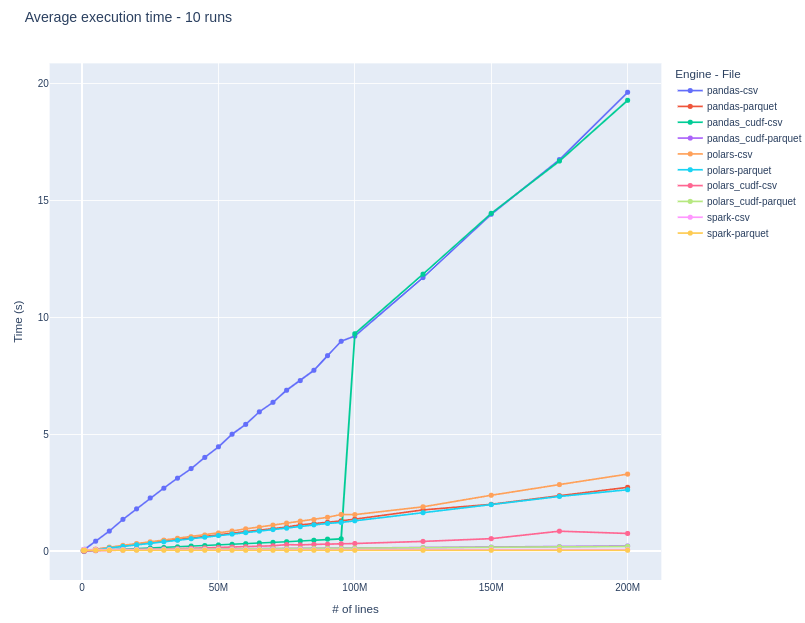 Average execution time - 10 runs
Engine - File
pandas-csv
pandas-parquet
pandas_cudf-csv
pandas_cudf-parquet
polars-csv
polars-parquet
polars_cudf-csv
polars_cudf-parquet
spark-csv
spark-parquet
Time (s)
20
15
10
5
0
0
50M
100M
150M
200M
# of lines